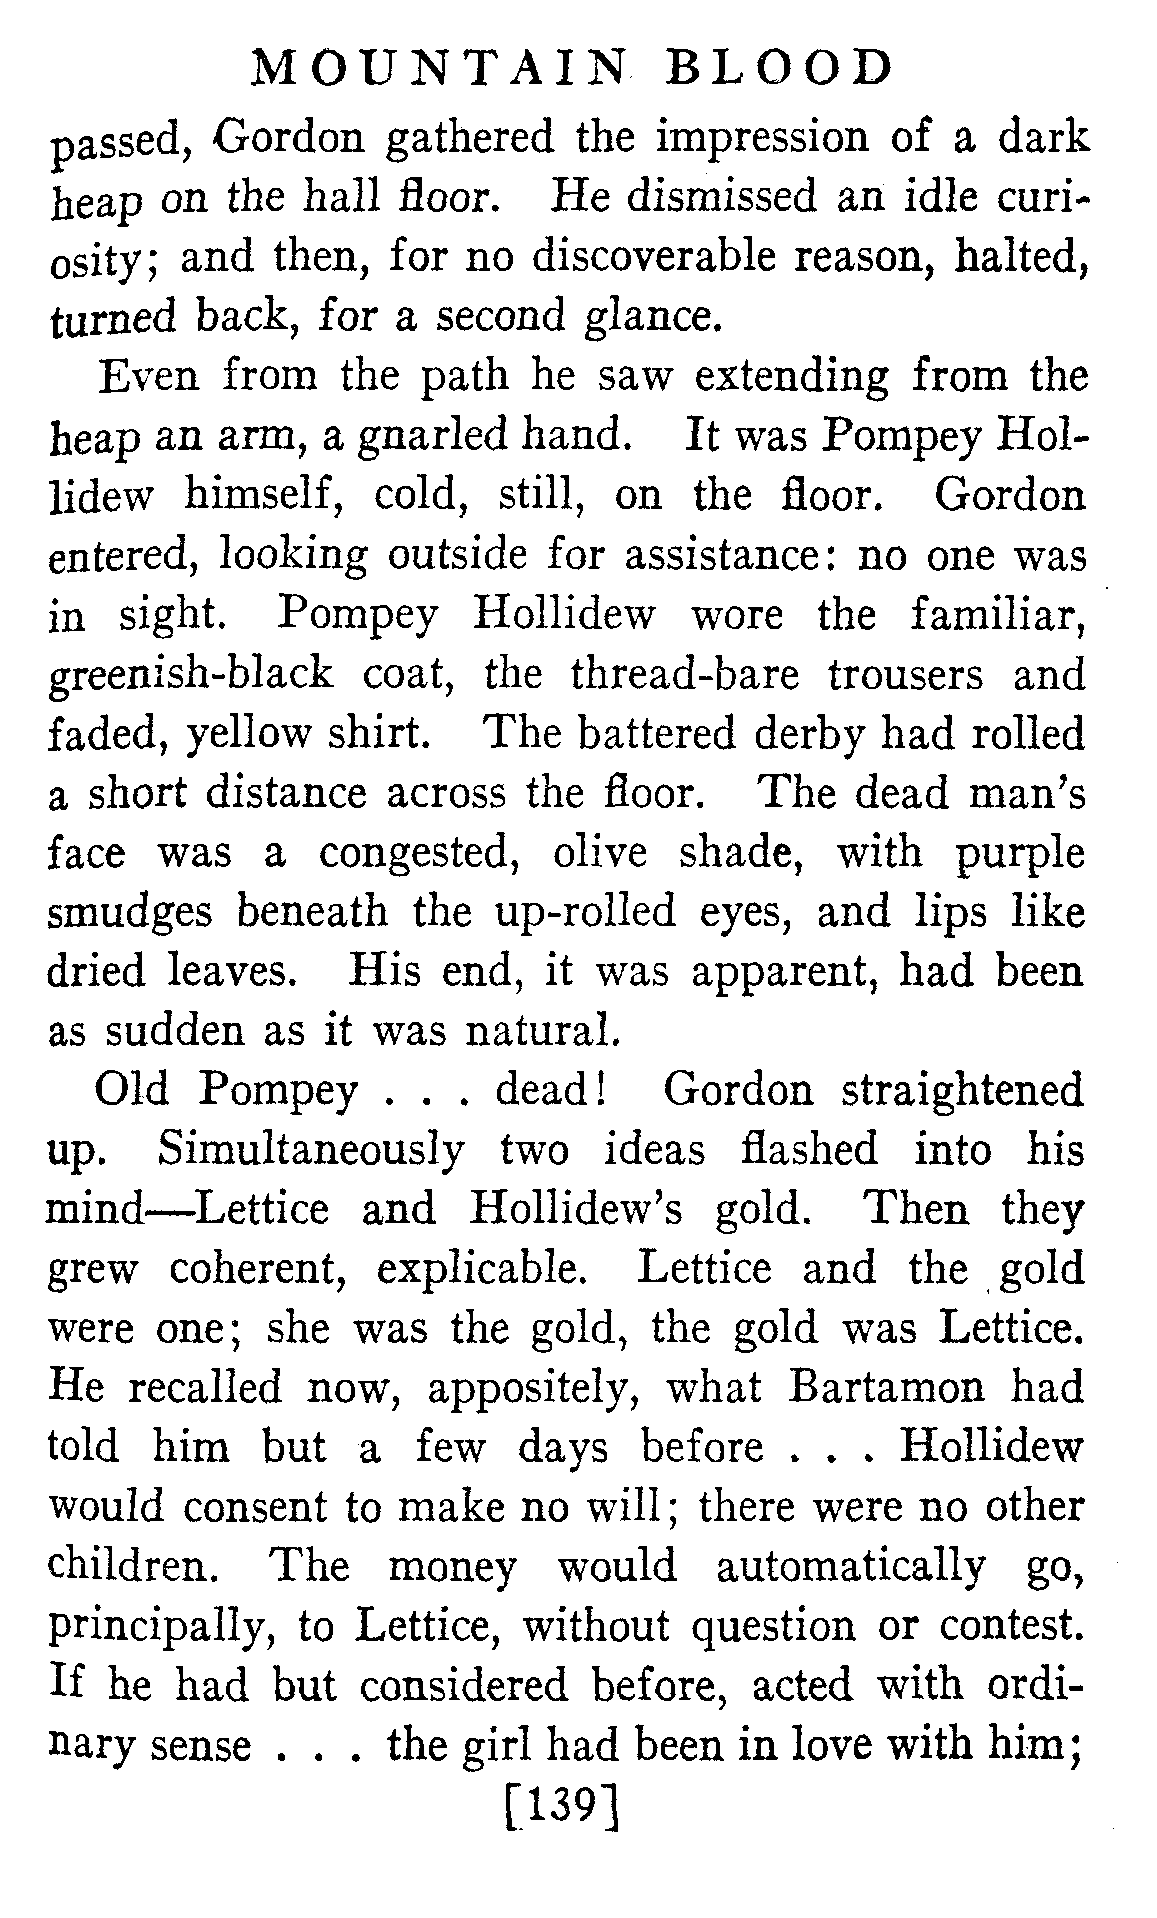 MOUNTAIN BLOOD
passed, Gordon gathered the impression of a dark
heap on the hall floor. He dismissed an idle curi-
osity; and then, for no discoverable reason, halted,
turned back, for a second glance.
Even from the path he saw extending from the
heap an arm, a gnarled hand. It was Pompey Hol-
lidew himself, cold, still, on the floor. Gordon
entered, looking outside for assistance: no one was
in sight. Pompey Hollidew wore the familiar,
greenish-black coat, the thread-bare trousers and
faded, yellow shirt. The battered derby had rolled
a short distance across the floor. The dead man's
face was a congested, olive shade, with purple
smudges beneath the up-rolled eyes, and lips like
dried leaves. His end, it was apparent, had been
as sudden as it was natural.
Old Pompey . . . dead! Gordon straightened
up. Simultaneously two ideas flashed into his
mind—Lettice and Hollidew's gold. Then they
grew coherent, explicable. Lettice and the gold
were one; she was the gold, the gold was Lettice.
He recalled now, appositely, what Bartamon had
told him but a few days before . . . Hollidew
would consent to make no will; there were no other
children. The money would automatically go,
principally, to Lettice, without question or contest.
If he had but considered before, acted with ordi-
nary sense . . . the girl had been in love with him;
[139]